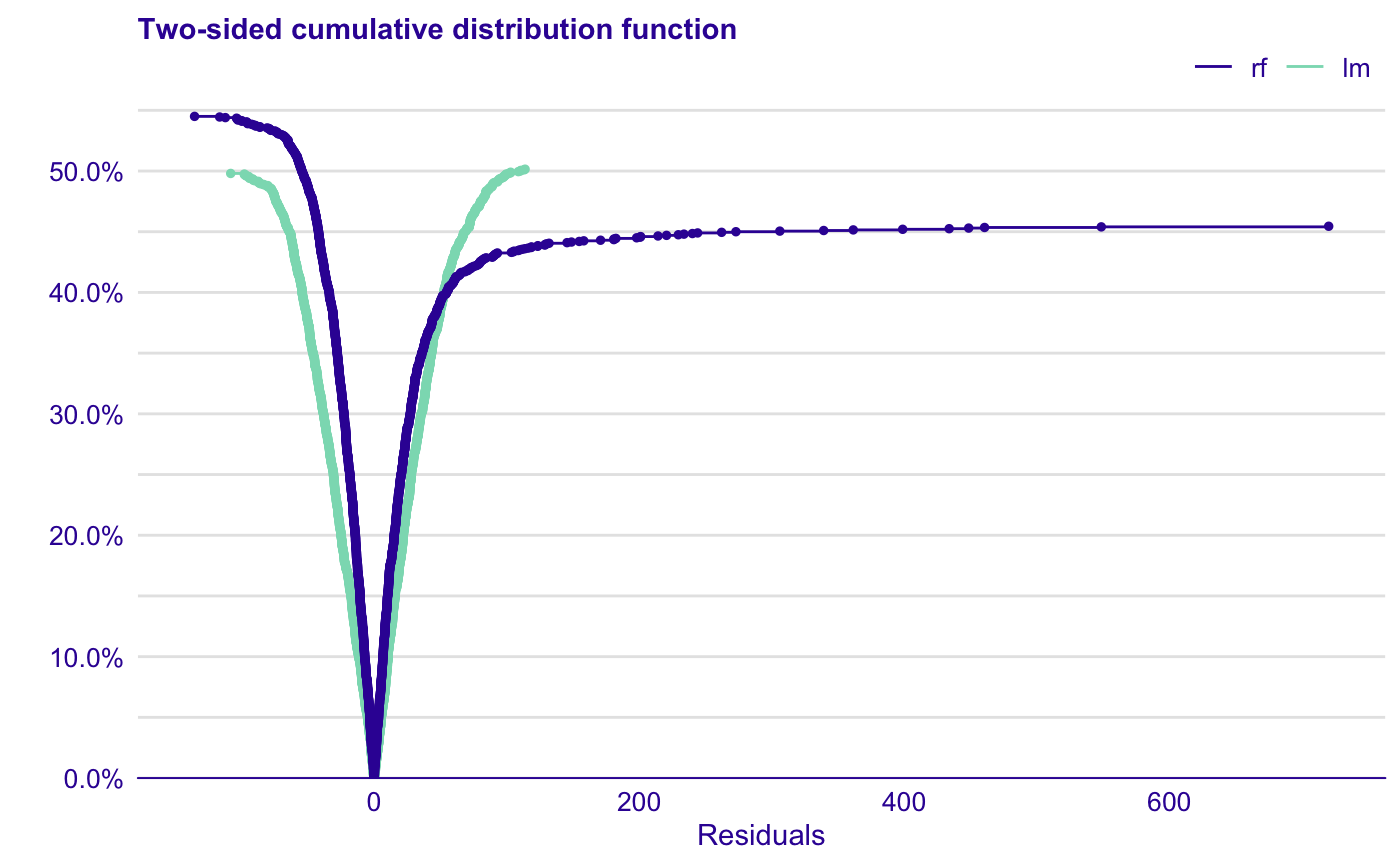 Two-sided cumulative distribution function
rf lm
50.0%
40.0%
30.0%
20.0%
10.0%
0.0%
0 200 400 600
Residuals